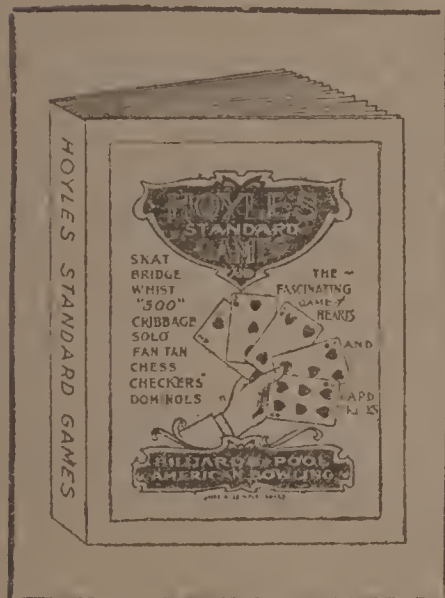 HOYLES STANDARD GAMES
HOYLE'S
STANDARD
GAMES
SKAT
BRIDGE
WHIST
"500"
CRIBBAGE
SOLO
FAN TAN
CHESS
CHECKERS
DOMINOES
THE
FASCINATING
GAME of
HEARTS
AND
BILLIARDS POOL
AMERICAN BOWLING